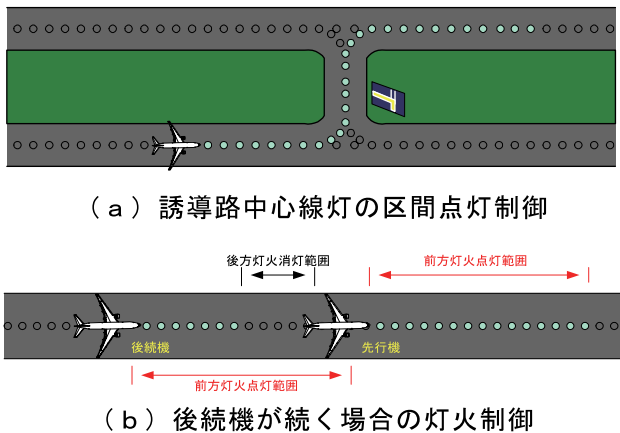 （ａ）誘導路中心線灯の区間点灯制御
後方灯火消灯範囲
前方灯火点灯範囲
後続機
先行機
前方灯火点灯範囲
（ｂ）後続機が続く場合の灯火制御